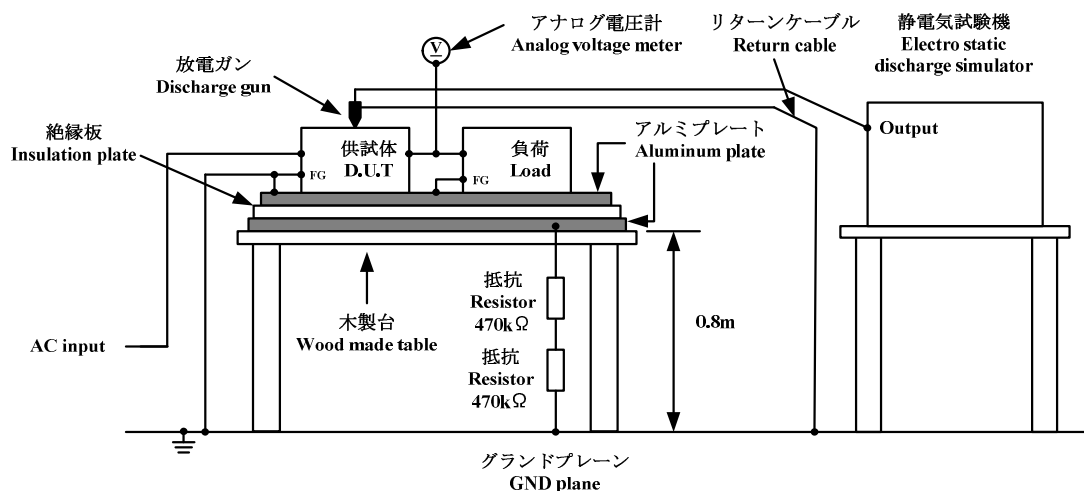 アナログ電圧計
Analog voltage meter
リターンケーブル
Return cable
静電気試験機
Electro static
discharge simulator
放電ガン
Discharge gun
V
絶縁板
Insulation plate
供試体
D.U.T
FG
負荷
Load
FG
アルミプレート
Aluminum plate
Output
抵抗
Resistor
470kΩ
0.8m
木製台
Wood made table
AC input
抵抗
Resistor
470kΩ
グランドプレーン
GND plane